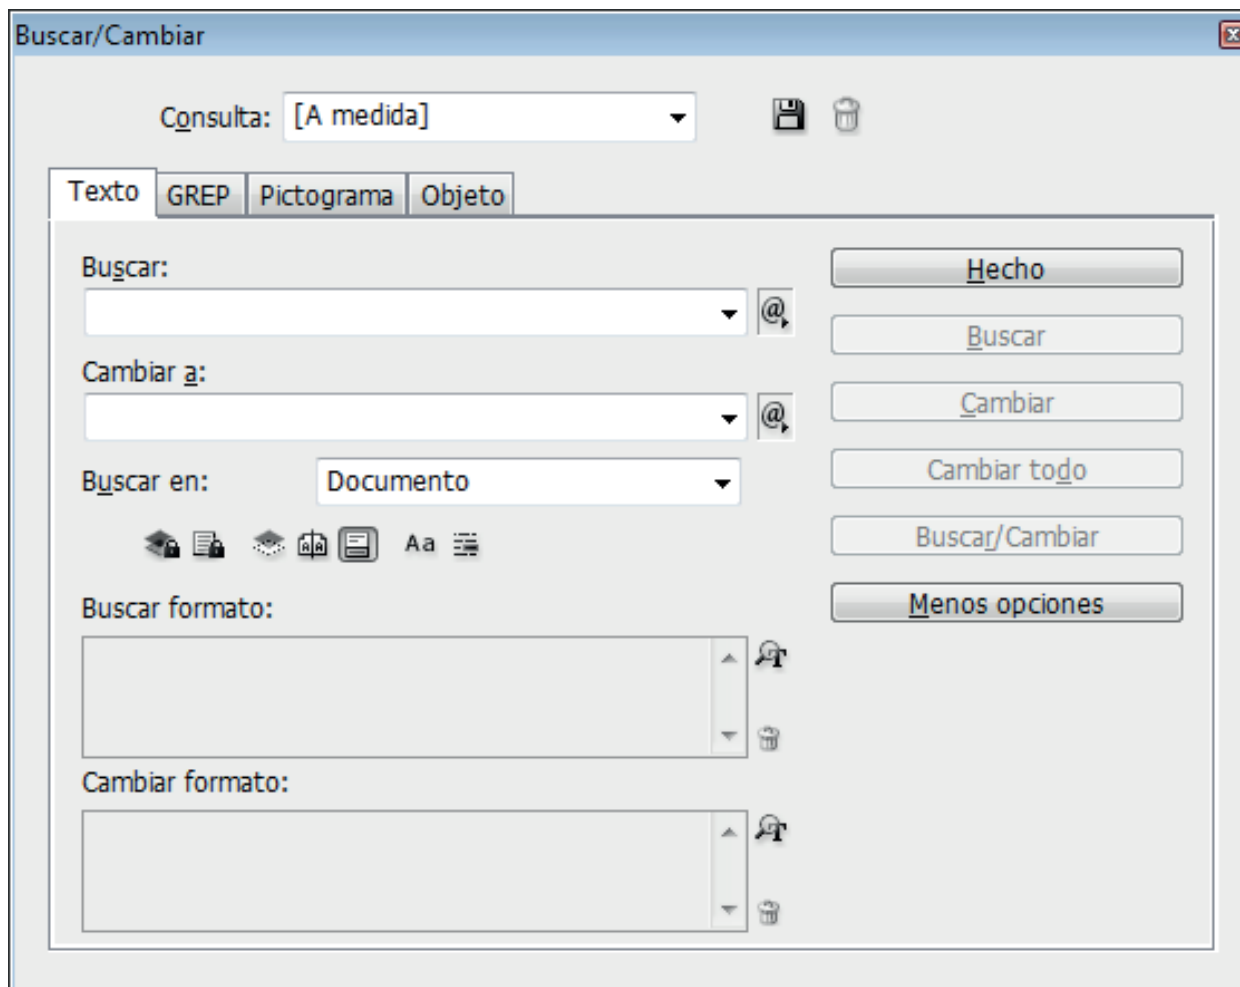 Buscar/Cambiar
Consulta: [A medida]
Texto GREP Pictograma Objeto
Buscar:
Hecho
@
Buscar
Cambiar a:
Cambiar
@
Buscar en: Documento
Cambiar todo
Aa
Buscar/Cambiar
Buscar formato:
Menos opciones
Cambiar formato: